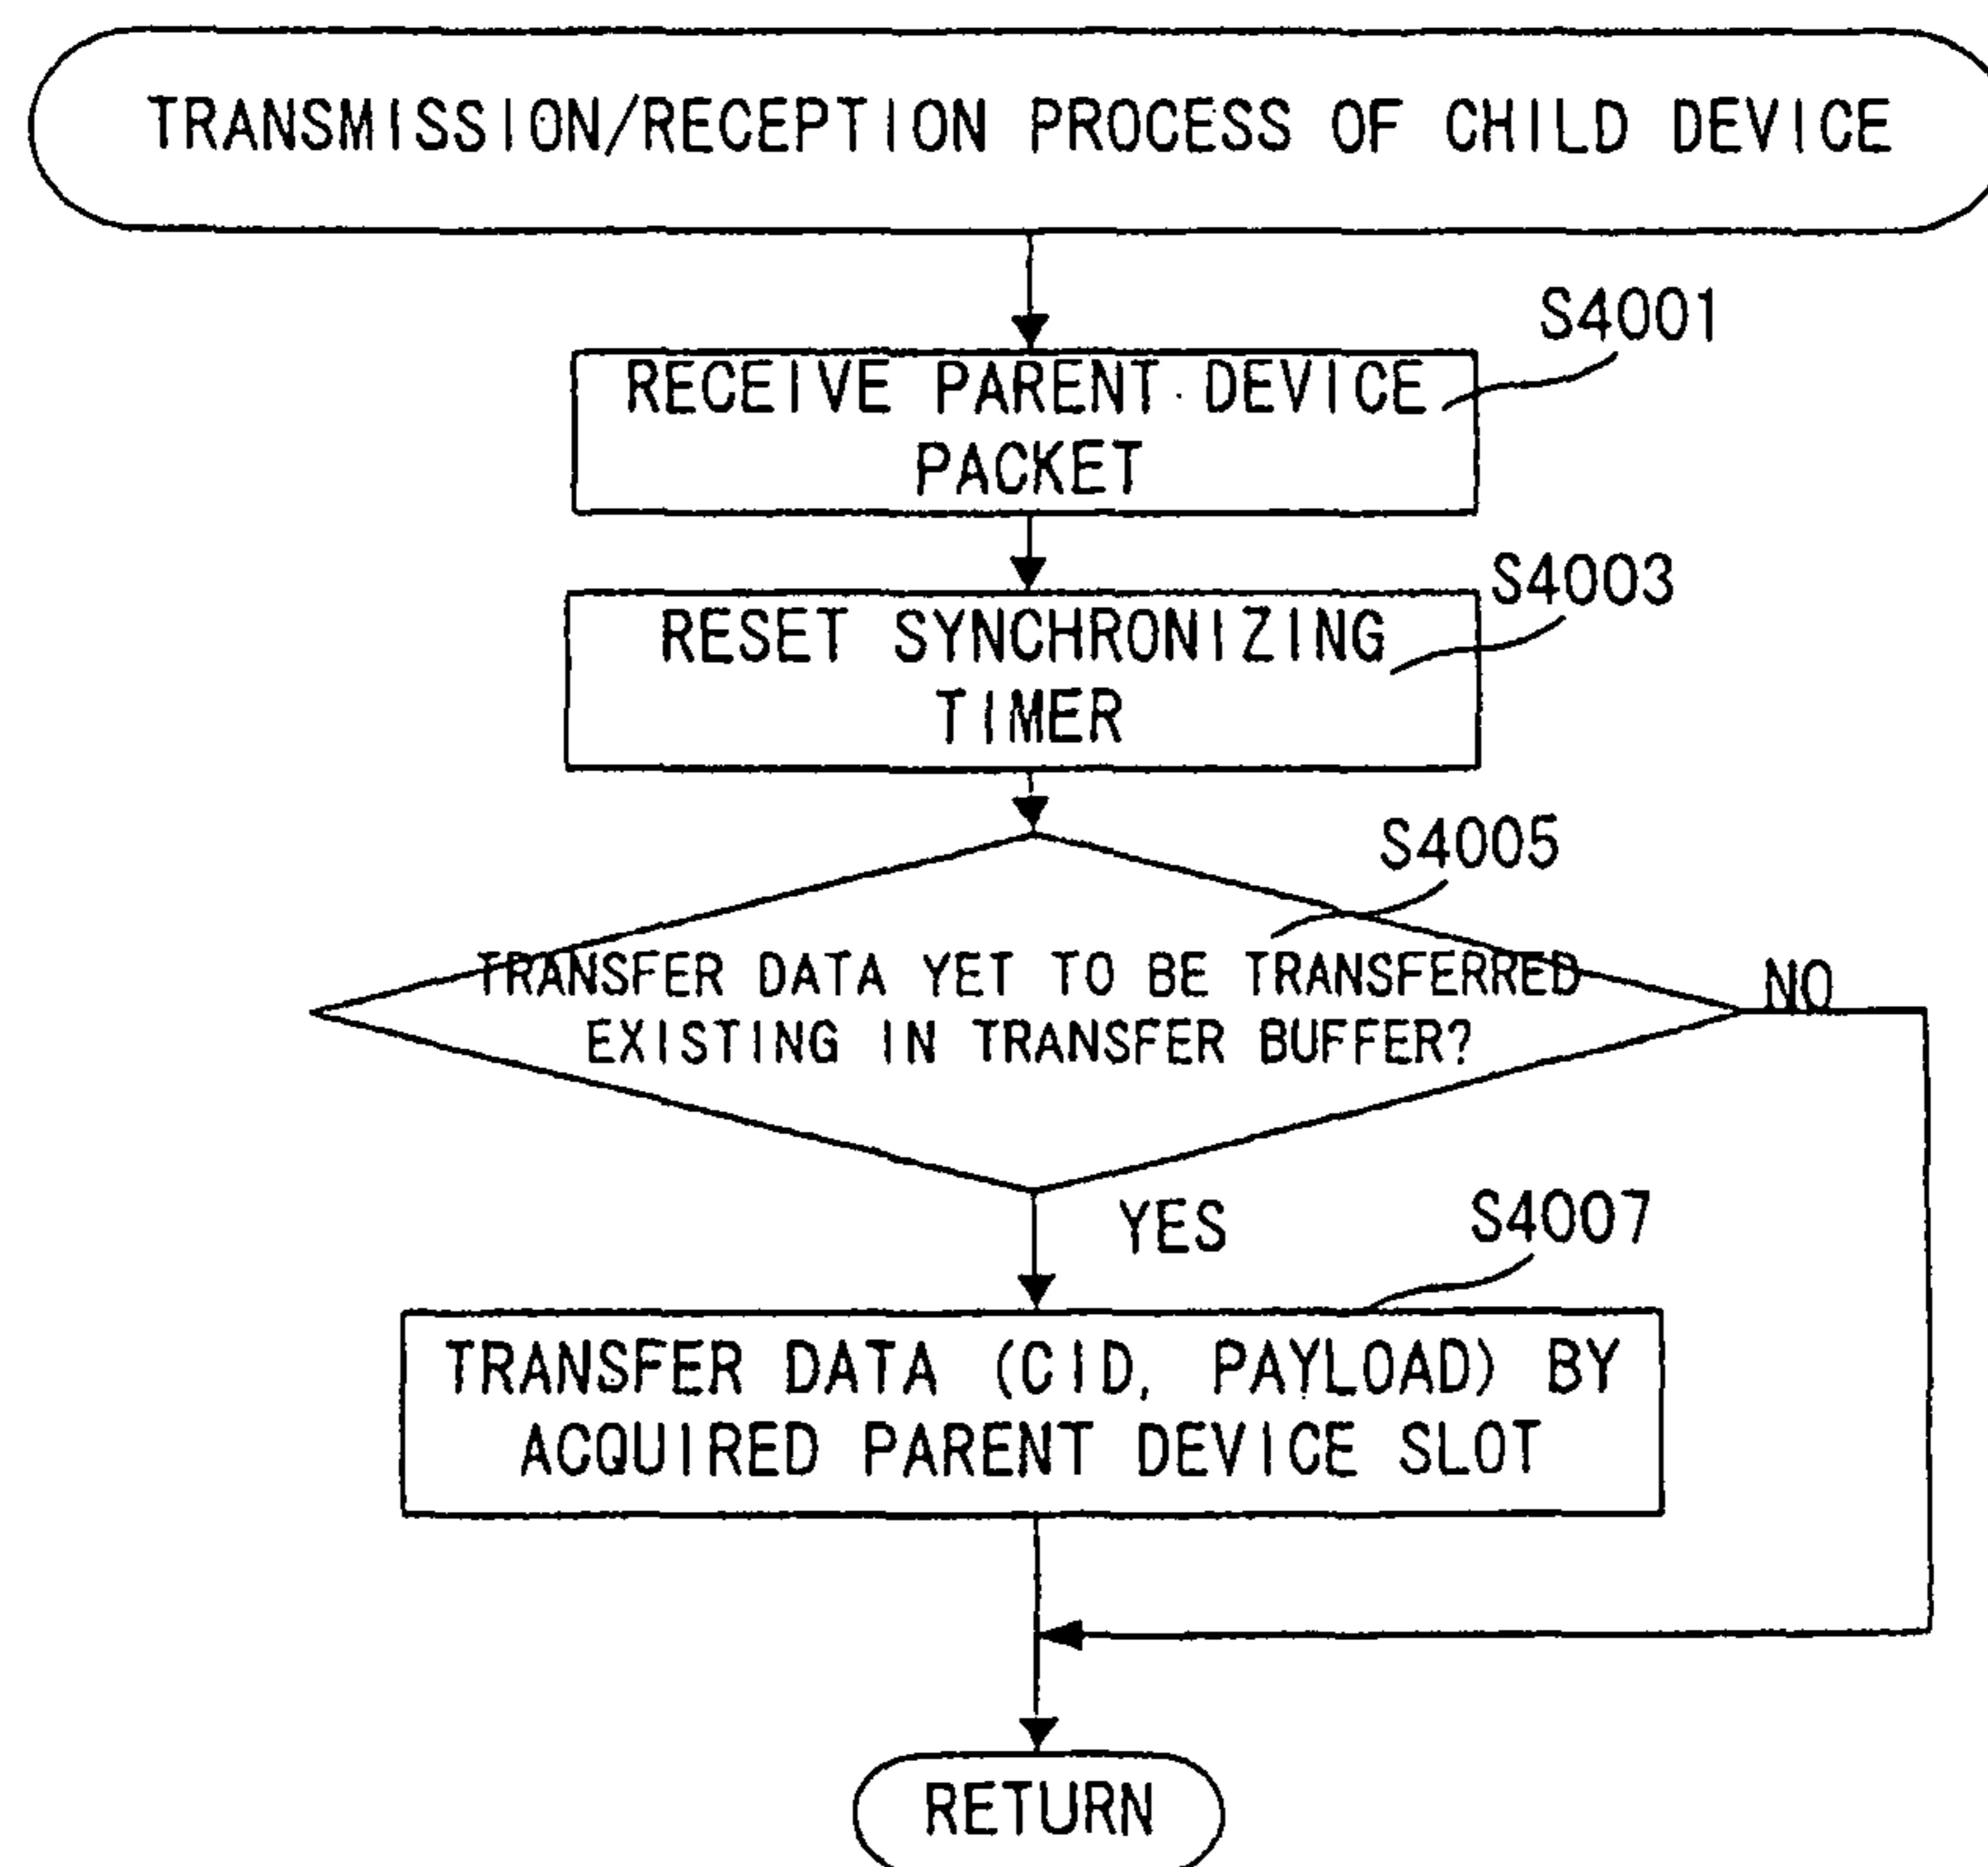 TRANSMISSION/RECEPTION PROCESS OF CHILD DEVICE
S4001
RECEIVE PARENT DEVICE
PACKET
S4003
RESET SYNCHRONIZING
TIMER
S4005
TRANSFER DATA YET TO BE TRANSFERRED
EXISTING IN TRANSFER BUFFER?
NO
YES
S4007
TRANSFER DATA (CID, PAYLOAD) BY
ACQUIRED PARENT DEVICE SLOT
RETURN